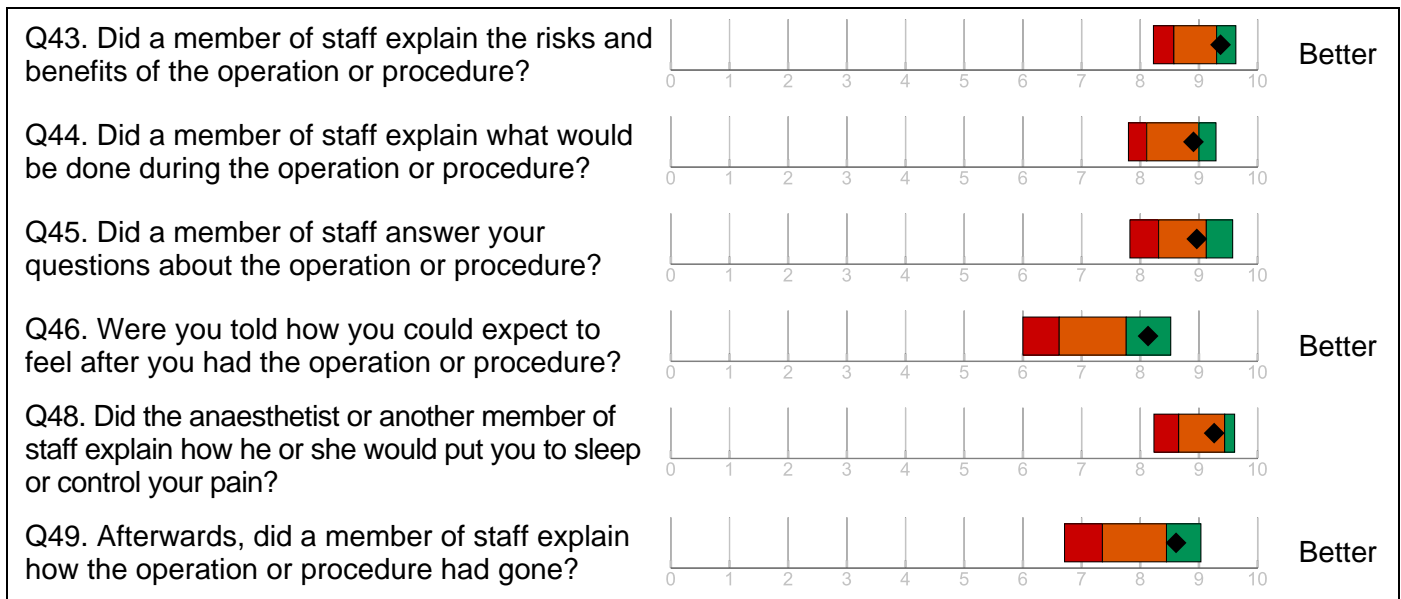 Q43. Did a member of staff explain the risks and
benefits of the operation or procedure?
0 1 2 3 4 5 6 7 8 9 10
Better
Q44. Did a member of staff explain what would
be done during the operation or procedure?
0 1 2 3 4 5 6 7 8 9 10
Q45. Did a member of staff answer your
questions about the operation or procedure?
0 1 2 3 4 5 6 7 8 9 10
Q46. Were you told how you could expect to
feel after you had the operation or procedure?
0 1 2 3 4 5 6 7 8 9 10
Better
Q48. Did the anaesthetist or another member of
staff explain how he or she would put you to sleep
or control your pain?
0 1 2 3 4 5 6 7 8 9 10
Q49. Afterwards, did a member of staff explain
how the operation or procedure had gone?
0 1 2 3 4 5 6 7 8 9 10
Better